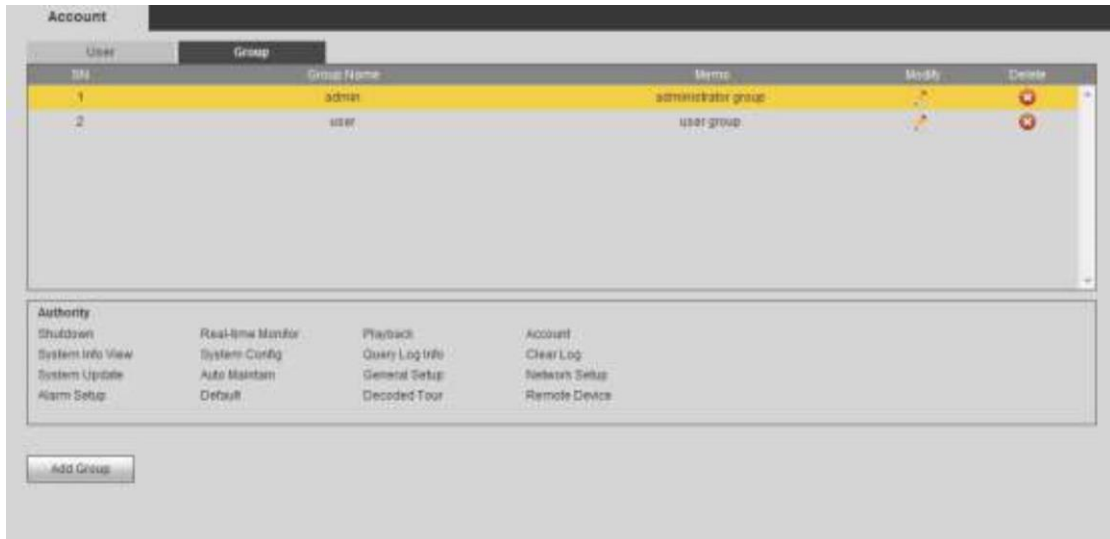 Account
User Group
SN Group Name Memo Modify Delete
1 admin administrator group
2 user user group
Authority
Shutdown Real-time Monitor Playback Account
System Info View System Config Query Log Info Clear Log
System Update Auto Maintain General Setup Network Setup
Alarm Setup Default Decoded Tour Remote Device
Add Group